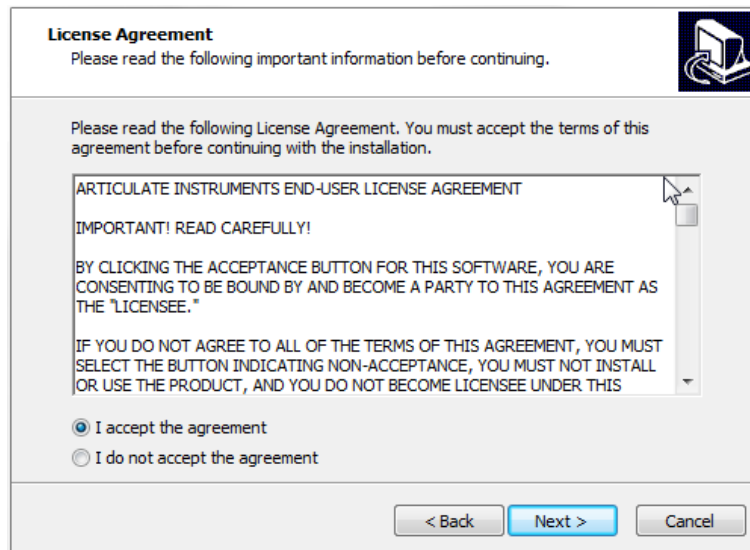 License Agreement
Please read the following important information before continuing.
Please read the following License Agreement. You must accept the terms of this
agreement before continuing with the installation.
ARTICULATE INSTRUMENTS END-USER LICENSE AGREEMENT
IMPORTANT! READ CAREFULLY!
BY CLICKING THE ACCEPTANCE BUTTON FOR THIS SOFTWARE, YOU ARE
CONSENTING TO BE BOUND BY AND BECOME A PARTY TO THIS AGREEMENT AS
THE "LICENSEE."
IF YOU DO NOT AGREE TO ALL OF THE TERMS OF THIS AGREEMENT, YOU MUST
SELECT THE BUTTON INDICATING NON-ACCEPTANCE, YOU MUST NOT INSTALL
OR USE THE PRODUCT, AND YOU DO NOT BECOME LICENSEE UNDER THIS
I accept the agreement
I do not accept the agreement
< Back Next > Cancel